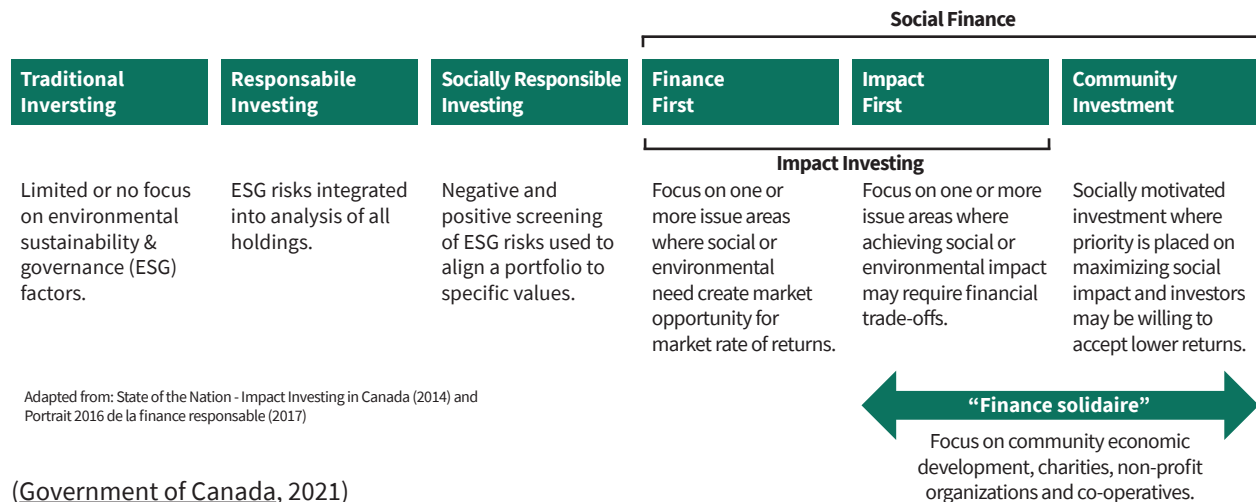 Social Finance
Traditional
Inversting
Responsabile
Investing
Socially Responsible
Investing
Finance
First
Impact
First
Community
Investment
Impact Investing
Limited or no focus
on environmental
sustainability &
governance (ESG)
factors.
ESG risks integrated
into analysis of all
holdings.
Negative and
positive screening
of ESG risks used to
align a portfolio to
specific values.
Focus on one or
more issue areas
where social or
environmental
need create market
opportunity for
market rate of returns.
Focus on one or more
issue areas where
achieving social or
environmental impact
may require financial
trade-offs.
Socially motivated
investment where
priority is placed on
maximizing social
impact and investors
may be willing to
accept lower returns.
Adapted from: State of the Nation - Impact Investing in Canada (2014) and
Portrait 2016 de la finance responsable (2017)
“Finance solidaire”
Focus on community economic
development, charities, non-profit
organizations and co-operatives.
(Government of Canada, 2021)